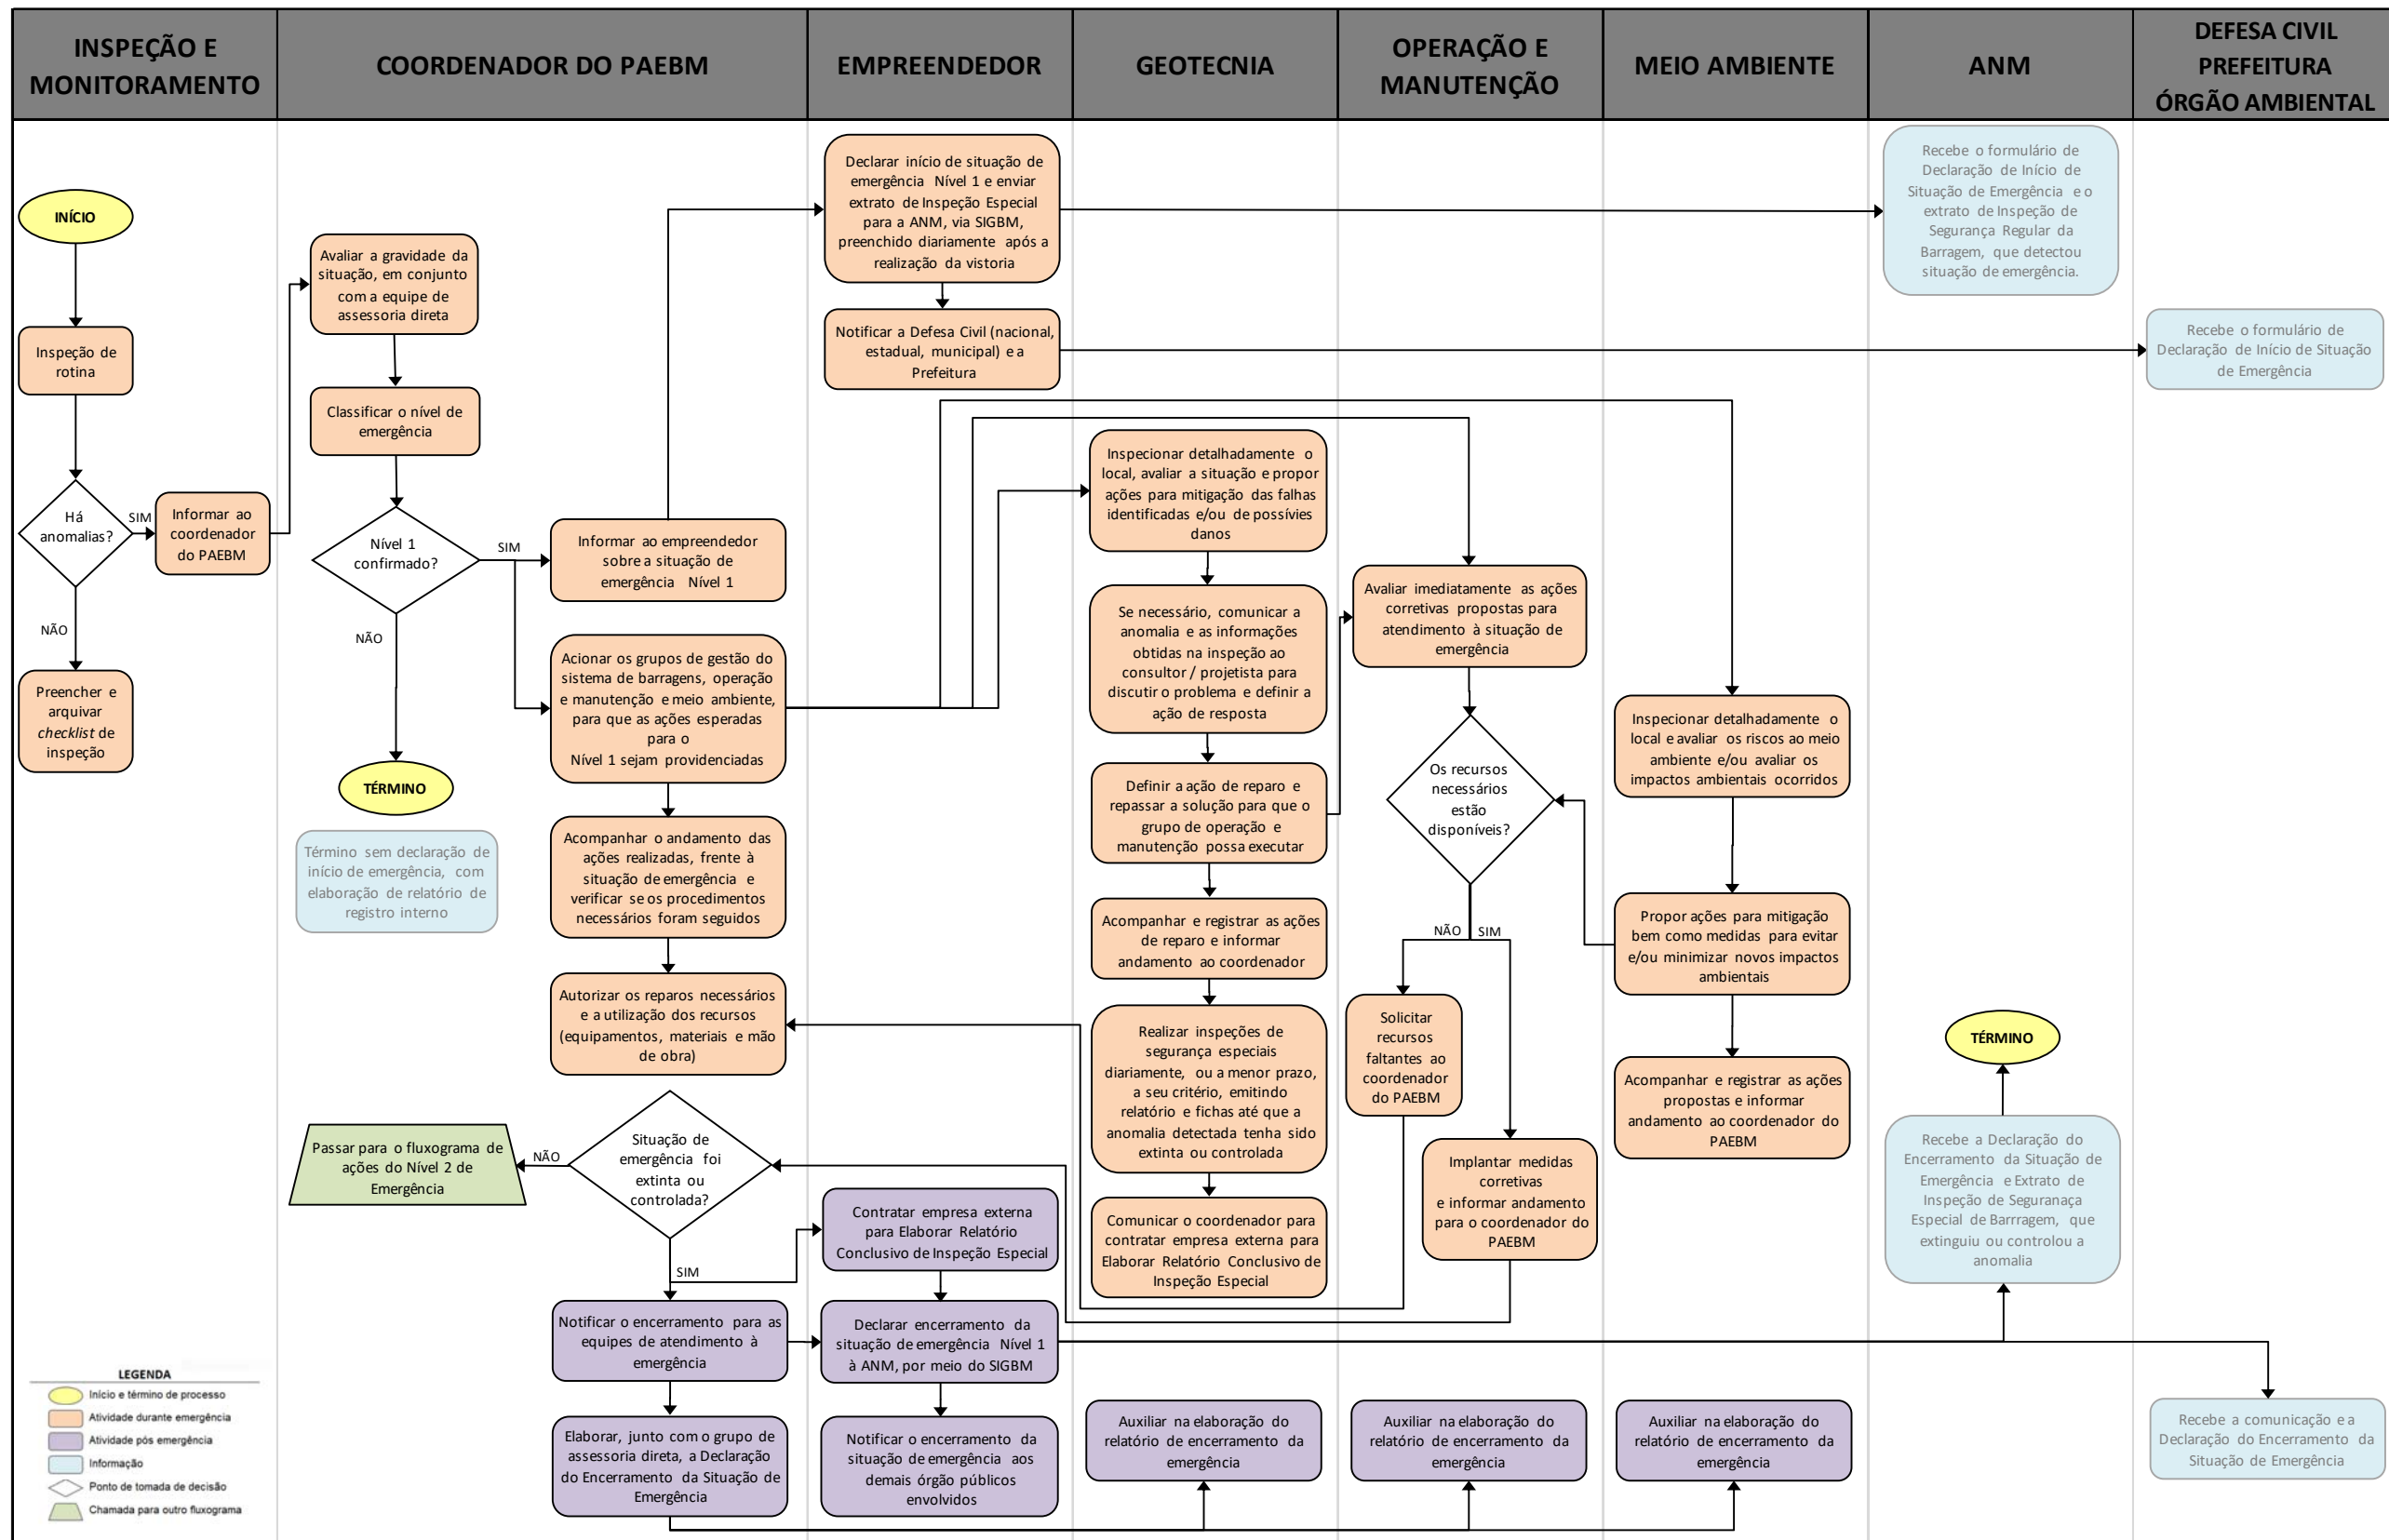 INSPEÇÃO E
MONITORAMENTO
COORDENADOR DO PAEBM
EMPREENDEDOR
GEOTECNIA
OPERAÇÃO E
MANUTENÇÃO
MEIO AMBIENTE
ANM
DEFESA CIVIL
PREFEITURA
ÓRGÃO AMBIENTAL
INÍCIO
Inspeção de
rotina
Há
anomalias?
SIM
NÃO
Informar ao
coordenador
do PAEBM
Preencher e
arquivar
checklist de
inspeção
Avaliar a gravidade da
situação, em conjunto
com a equipe de
assessoria direta
Classificar o nível de
emergência
Nível 1
confirmado?
SIM
NÃO
TÉRMINO
Término sem declaração de
início de emergência, com
elaboração de relatório de
registro interno
Informar ao empreendedor
sobre a situação de
emergência Nível 1
Acionar os grupos de gestão do
sistema de barragens, operação
e manutenção e meio ambiente,
para que as ações esperadas
para o
Nível 1 sejam providenciadas
Acompanhar o andamento das
ações realizadas, frente à
situação de emergência e
verificar se os procedimentos
necessários foram seguidos
Autorizar os reparos necessários
e a utilização dos recursos
(equipamentos, materiais e mão
de obra)
Situação de
emergência foi
extinta ou
controlada?
NÃO
SIM
Passar para o fluxograma de
ações do Nível 2 de
Emergência
Notificar o encerramento para as
equipes de atendimento à
emergência
Elaborar, junto com o grupo de
assessoria direta, a Declaração
do Encerramento da Situação de
Emergência
Declarar início de situação de
emergência Nível 1 e enviar
extrato de Inspeção Especial
para a ANM, via SIGBM,
preenchido diariamente após a
realização da vistoria
Notificar a Defesa Civil (nacional,
estadual, municipal) e a
Prefeitura
Contratar empresa externa
para Elaborar Relatório
Conclusivo de Inspeção Especial
Declarar encerramento da
situação de emergência Nível 1
à ANM, por meio do SIGBM
Notificar o encerramento da
situação de emergência aos
demais órgão públicos
envolvidos
Inspecionar detalhadamente o
local, avaliar a situação e propor
ações para mitigação das falhas
identificadas e/ou de possívies
danos
Se necessário, comunicar a
anomalia e as informações
obtidas na inspeção ao
consultor / projetista para
discutir o problema e definir a
ação de resposta
Definir a ação de reparo e
repassar a solução para que o
grupo de operação e
manutenção possa executar
Acompanhar e registrar as ações
de reparo e informar
andamento ao coordenador
Realizar inspeções de
segurança especiais
diariamente, ou a menor prazo,
a seu critério, emitindo
relatório e fichas até que a
anomalia detectada tenha sido
extinta ou controlada
Comunicar o coordenador para
contratar empresa externa para
Elaborar Relatório Conclusivo de
Inspeção Especial
Auxiliar na elaboração do
relatório de encerramento da
emergência
Avaliar imediatamente as ações
corretivas propostas para
atendimento à situação de
emergência
Os recursos
necessários
estão
disponíveis?
NÃO
SIM
Solicitar
recursos
faltantes ao
coordenador
do PAEBM
Implantar medidas
corretivas
e informar andamento
para o coordenador do
PAEBM
Auxiliar na elaboração do
relatório de encerramento da
emergência
Inspecionar detalhadamente o
local e avaliar os riscos ao meio
ambiente e/ou avaliar os
impactos ambientais ocorridos
Propor ações para mitigação
bem como medidas para evitar
e/ou minimizar novos impactos
ambientais
Acompanhar e registrar as ações
propostas e informar
andamento ao coordenador do
PAEBM
Auxiliar na elaboração do
relatório de encerramento da
emergência
Recebe o formulário de
Declaração de Início de
Situação de Emergência e o
extrato de Inspeção de
Segurança Regular da
Barragem, que detectou
situação de emergência.
TÉRMINO
Recebe a Declaração do
Encerramento da Situação de
Emergência e Extrato de
Inspeção de Seguranaça
Especial de Barrragem, que
extinguiu ou controlou a
anomalia
Recebe o formulário de
Declaração de Início de Situação
de Emergência
Recebe a comunicação e a
Declaração do Encerramento da
Situação de Emergência
LEGENDA
Início e término de processo
Atividade durante emergência
Atividade pós emergência
Informação
Ponto de tomada de decisão
Chamada para outro fluxograma